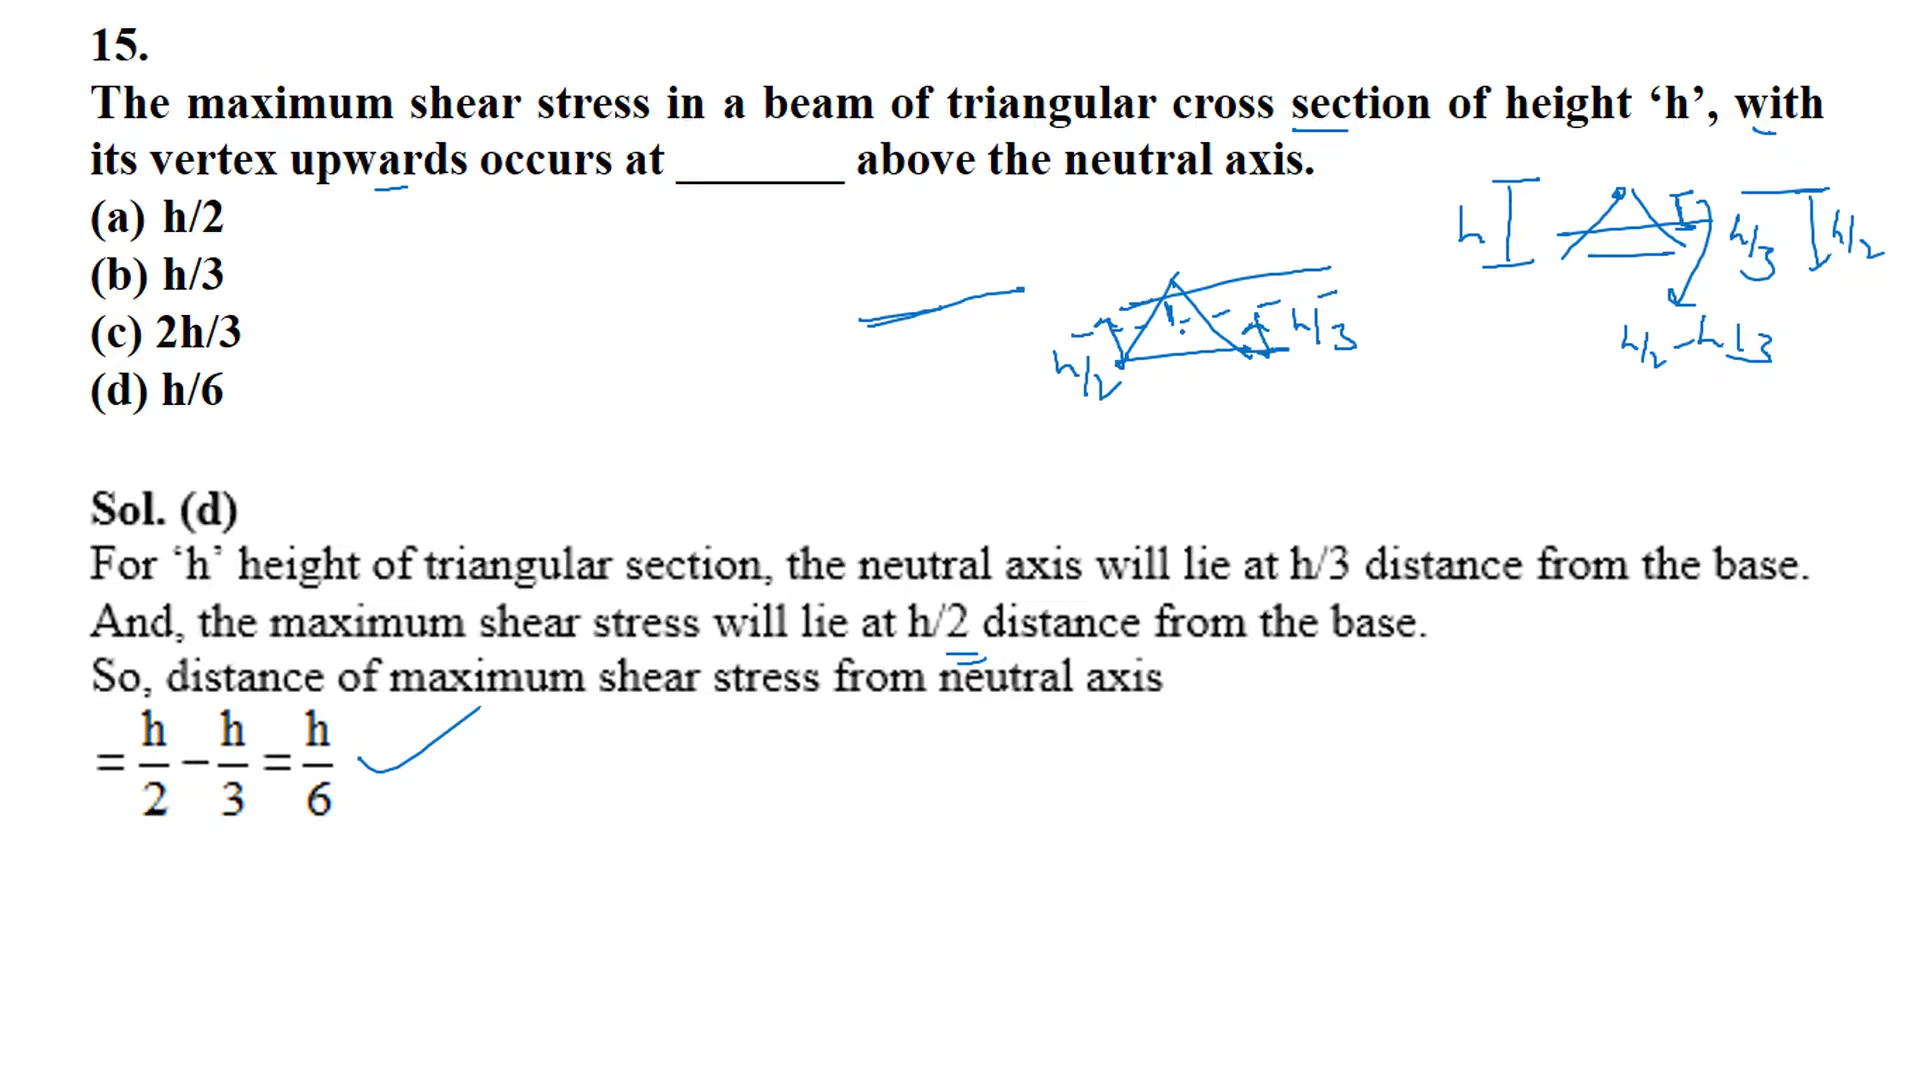 15.
The maximum shear stress in a beam of triangular cross section of height ‘h’, with
its vertex upwards occurs at _______ above the neutral axis.
(a) h/2
(b) h/3
(c) 2h/3
(d) h/6
h
h/3
h/2
h/3
h/2
h/2 - h/3
Sol. (d)
For ‘h’ height of triangular section, the neutral axis will lie at h/3 distance from the base.
And, the maximum shear stress will lie at h/2 distance from the base.
So, distance of maximum shear stress from neutral axis
= h/2 − h/3 = h/6